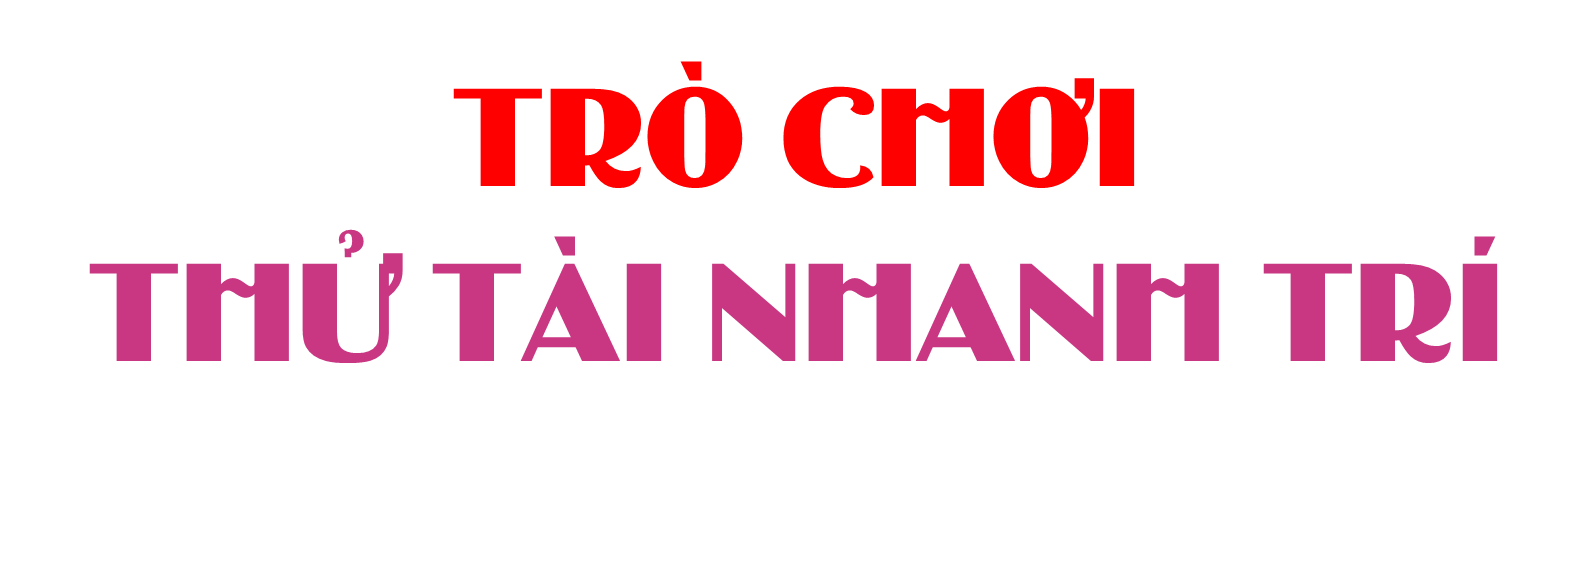 TRÒ CHƠI
THỬ TÀI NHANH TRÍ